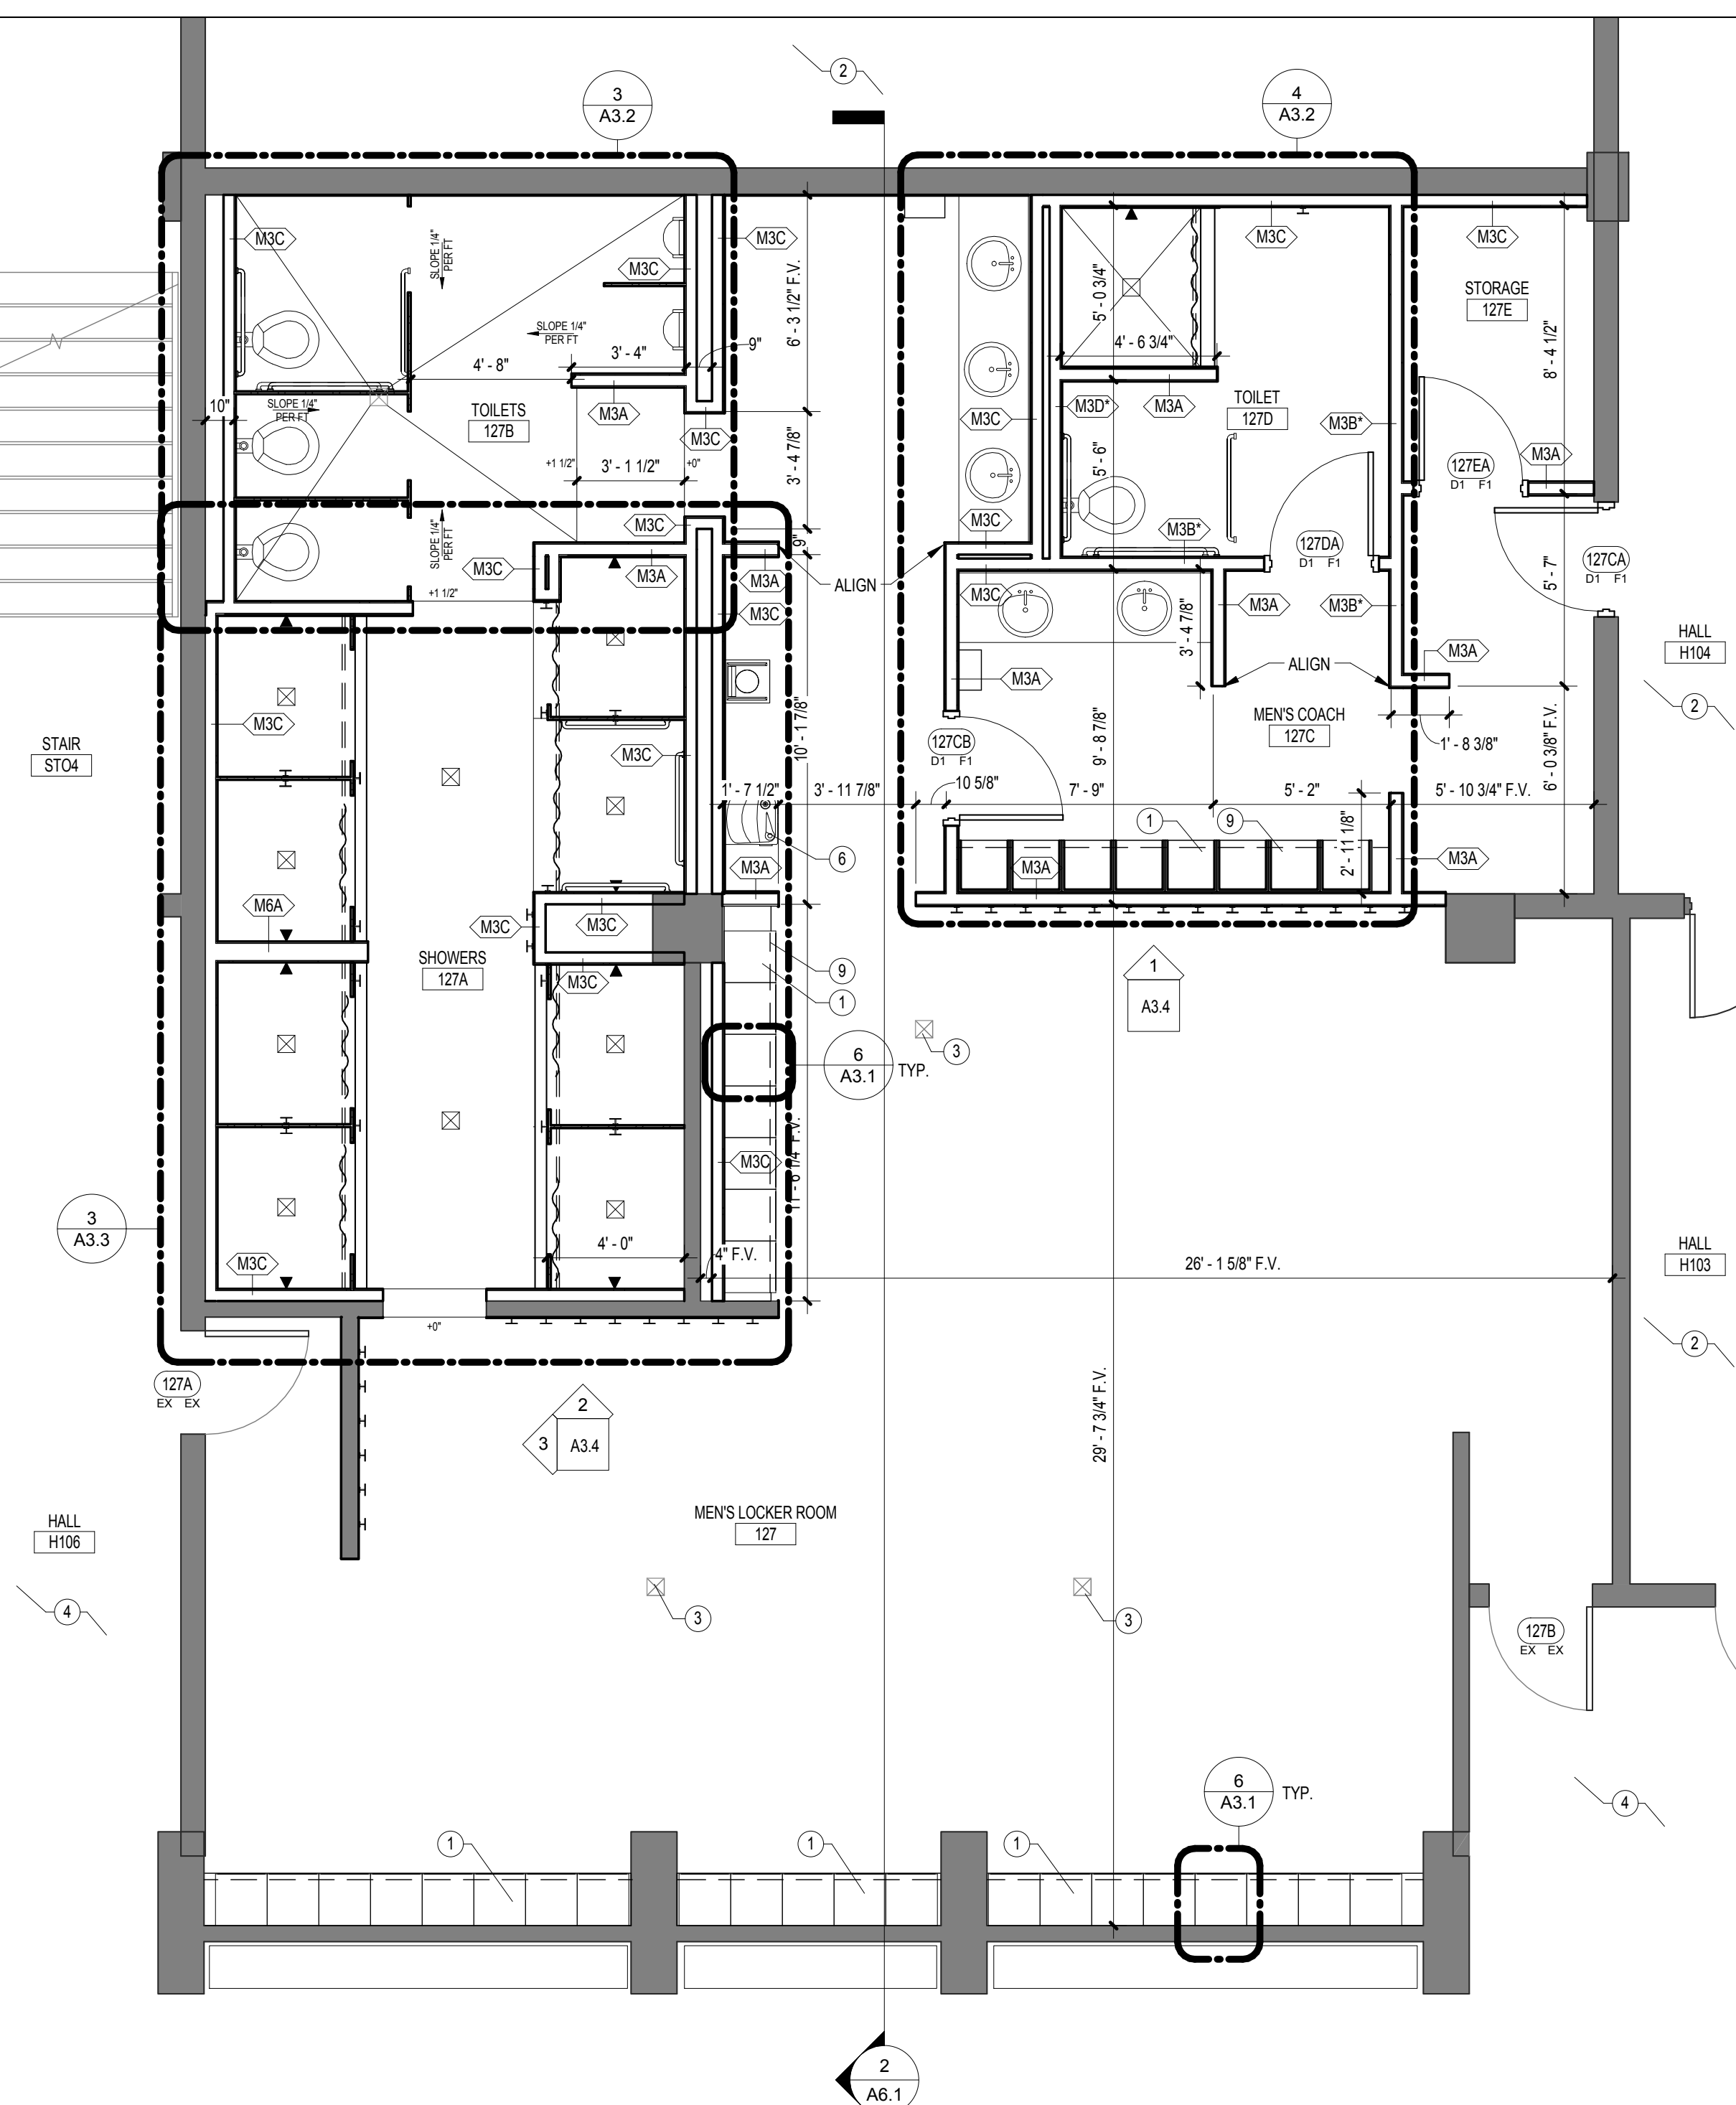 2
3
A3.2
4
A3.2
M3C
SLOPE 1/4"
PER FT
M3C
M3C
6' - 3 1/2" F.V.
5' - 0 3/4"
M3C
M3C
STORAGE
127E
8' - 4 1/2"
SLOPE 1/4"
PER FT
3' - 4"
9"
4' - 8"
4' - 6 3/4"
10"
SLOPE 1/4"
PER FT
TOILETS
127B
M3A
M3C
M3C
M3D*
M3A
TOILET
127D
M3B*
3' - 4 7/8"
+1 1/2"
3' - 1 1/2"
+0"
5' - 6"
127EA
D1 F1
M3A
SLOPE 1/4"
PER FT
M3C
M3C
M3B*
127DA
D1 F1
9"
M3C
M3A
M3A
ALIGN
127CA
D1 F1
5' - 7"
+1 1/2"
M3C
M3C
3' - 4 7/8"
M3A
M3B*
HALL
H104
M3A
ALIGN
M3A
2
M3C
M3C
10' - 1 7/8"
MEN'S COACH
127C
127CB
D1 F1
9' - 8 7/8"
1' - 8 3/8"
6' - 0 3/8" F.V.
STAIR
STO4
1' - 7 1/2"
3' - 11 7/8"
10 5/8"
7' - 9"
5' - 2"
5' - 10 3/4" F.V.
1
9
2' - 11 1/8"
6
M3A
M3A
M3A
M6A
M3C
M3C
SHOWERS
127A
M3C
9
1
1
A3.4
3
6
A3.1
TYP.
M3C
11' - 6 1/4" F.V.
3
A3.3
M3C
4' - 0"
4" F.V.
26' - 1 5/8" F.V.
HALL
H103
+0"
2
127A
EX EX
29' - 7 3/4" F.V.
2
3
A3.4
MEN'S LOCKER ROOM
127
HALL
H106
4
3
3
127B
EX EX
6
A3.1
TYP.
4
1
1
1
2
A6.1